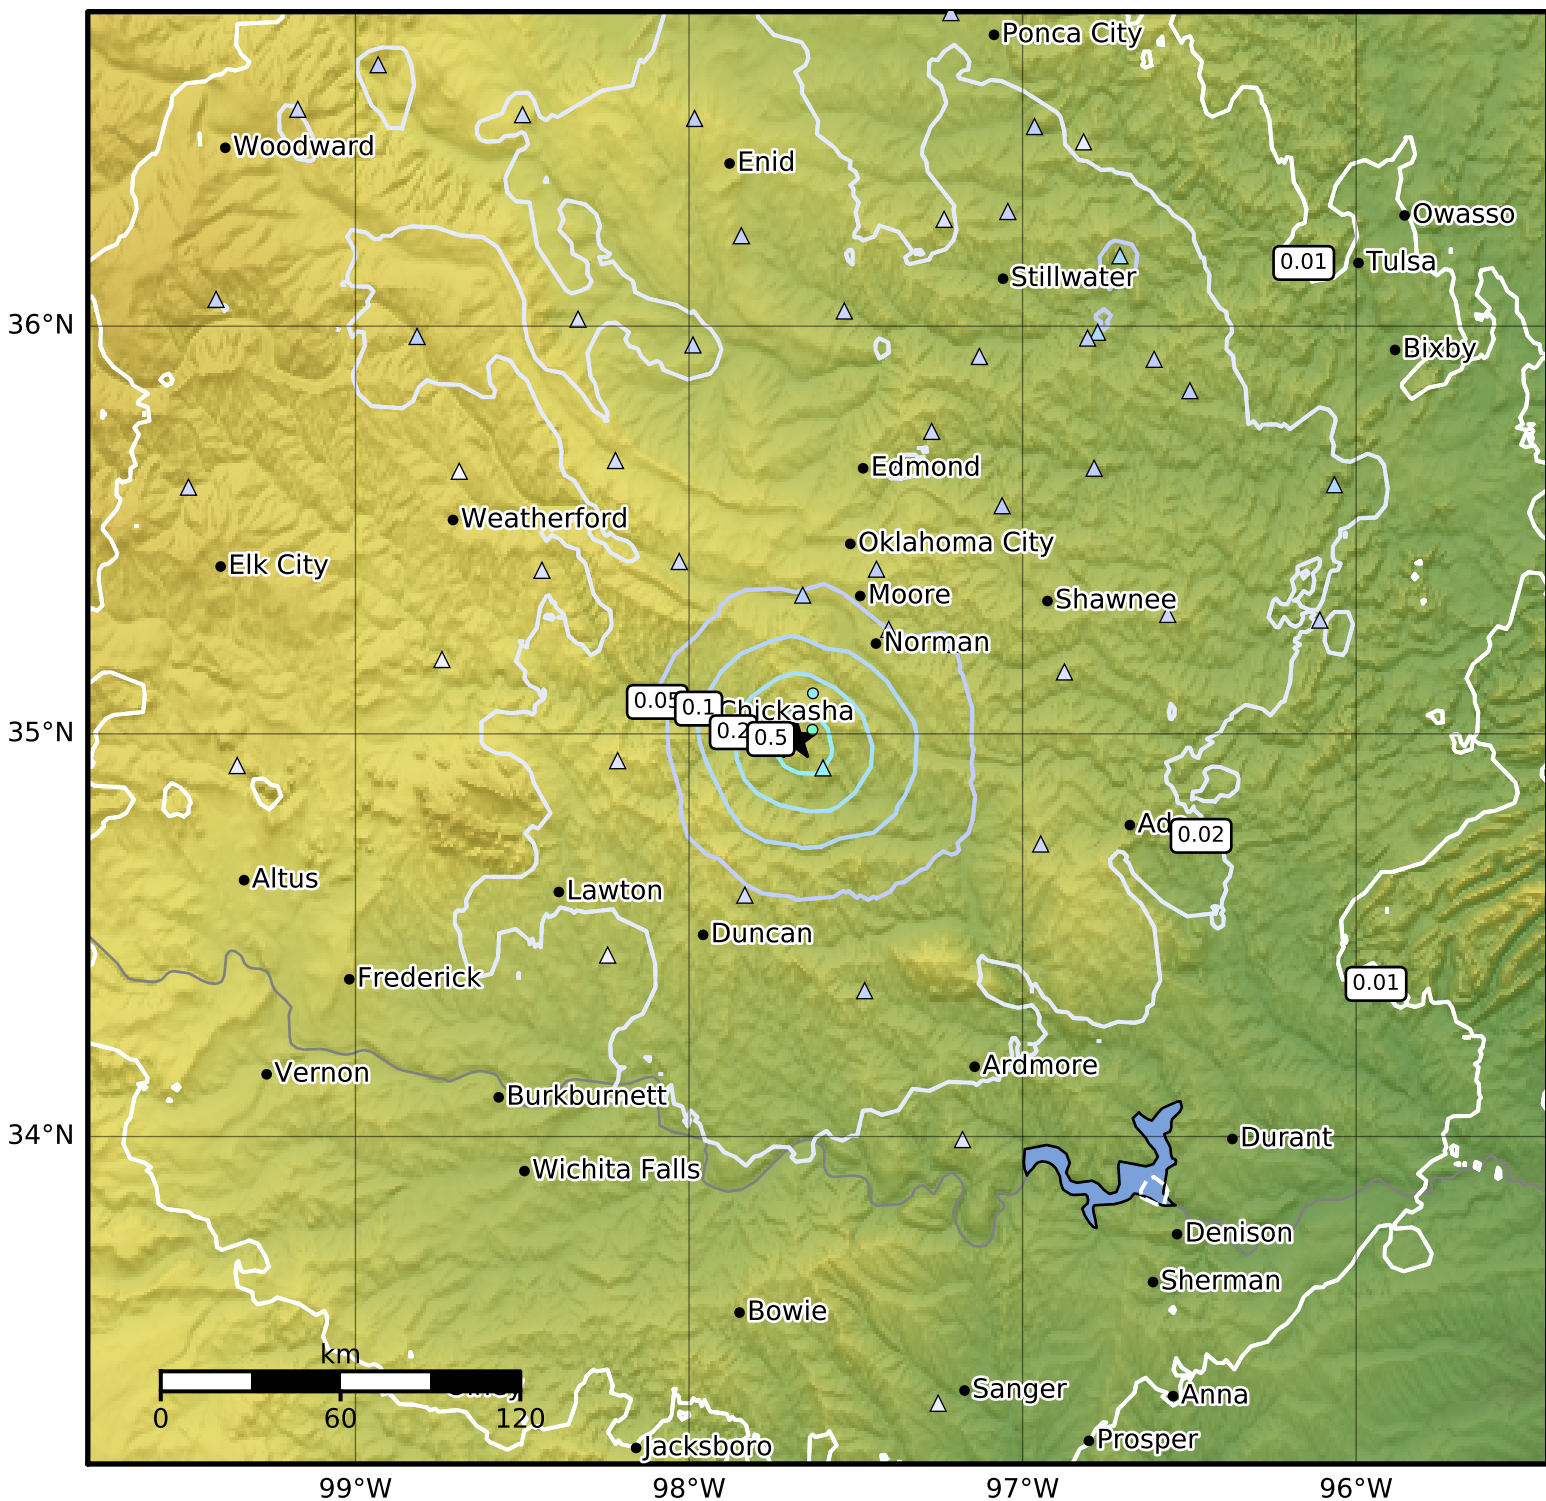 Ponca City
Woodward
Enid
Owasso
0.01
Tulsa
Stillwater
36°N
Bixby
Edmond
Weatherford
Oklahoma City
Elk City
Moore
Shawnee
Norman
0.05
0.1
Chickasha
0.2
0.5
35°N
0.02
Altus
Lawton
Duncan
Frederick
0.01
Ardmore
Vernon
Burkburnett
34°N
Durant
Wichita Falls
Denison
Sherman
Bowie
km
Sanger
Anna
0 60 120
Prosper
Jacksboro
99°W 98°W 97°W 96°W